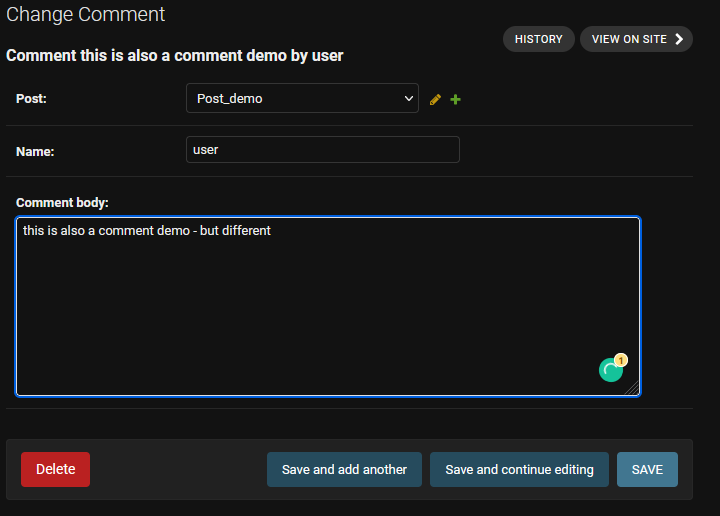 Change Comment
HISTORY
VIEW ON SITE
Comment this is also a comment demo by user
Post:
Post_demo
Name:
user
Comment body:
this is also a comment demo - but different
1
Delete
Save and add another
Save and continue editing
SAVE